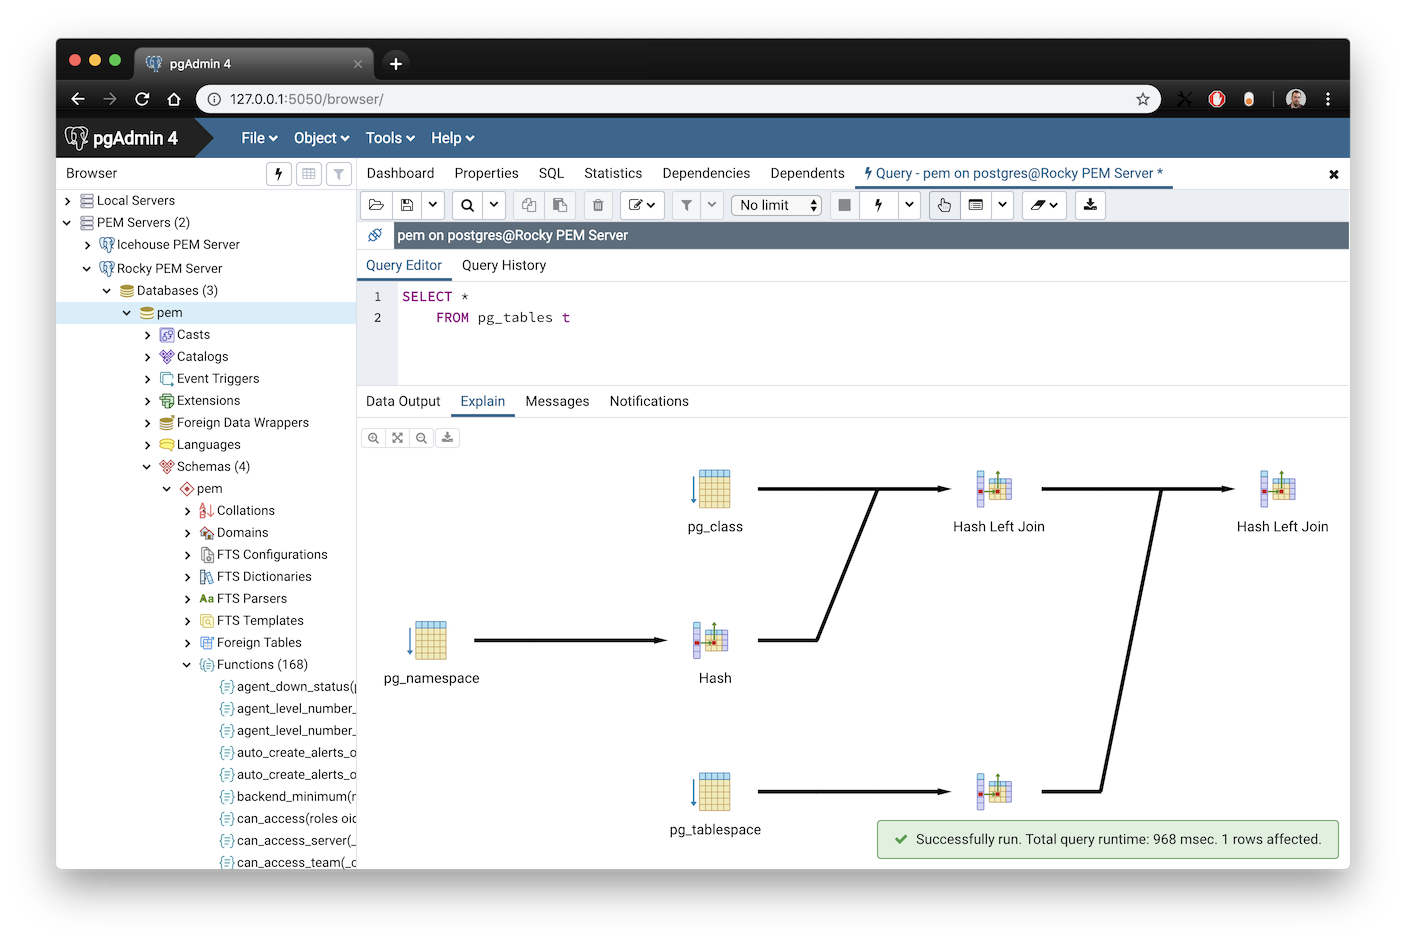 pgAdmin 4
127.0.0.1:5050/browser/
pgAdmin 4
File Object Tools Help
Browser
Dashboard Properties SQL Statistics Dependencies Dependents Query - pem on postgres@Rocky PEM Server *
No limit
pem on postgres@Rocky PEM Server
Query Editor Query History
1 SELECT *
2 FROM pg_tables t
Local Servers
PEM Servers (2)
Icehouse PEM Server
Rocky PEM Server
Databases (3)
pem
Casts
Catalogs
Event Triggers
Extensions
Foreign Data Wrappers
Languages
Schemas (4)
pem
Collations
Domains
FTS Configurations
FTS Dictionaries
Aa FTS Parsers
FTS Templates
Foreign Tables
Functions (168)
agent_down_status(
agent_level_number_
agent_level_number_
auto_create_alerts_o
auto_create_alerts_o
backend_minimum(
can_access(roles oid
can_access_server(_
can_access_team(_c
Data Output Explain Messages Notifications
pg_class
Hash Left Join
Hash Left Join
pg_namespace
Hash
pg_tablespace
Successfully run. Total query runtime: 968 msec. 1 rows affected.